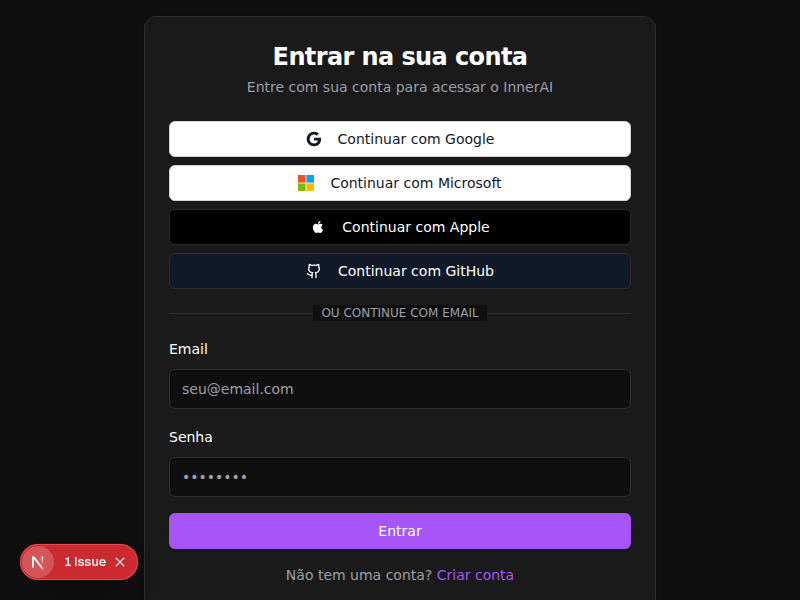 Entrar na sua conta
Entre com sua conta para acessar o InnerAI
Continuar com Google
Continuar com Microsoft
Continuar com Apple
Continuar com GitHub
OU CONTINUE COM EMAIL
Email
seu@email.com
Senha
••••••••
Entrar
1 Issue
Não tem uma conta? Criar conta